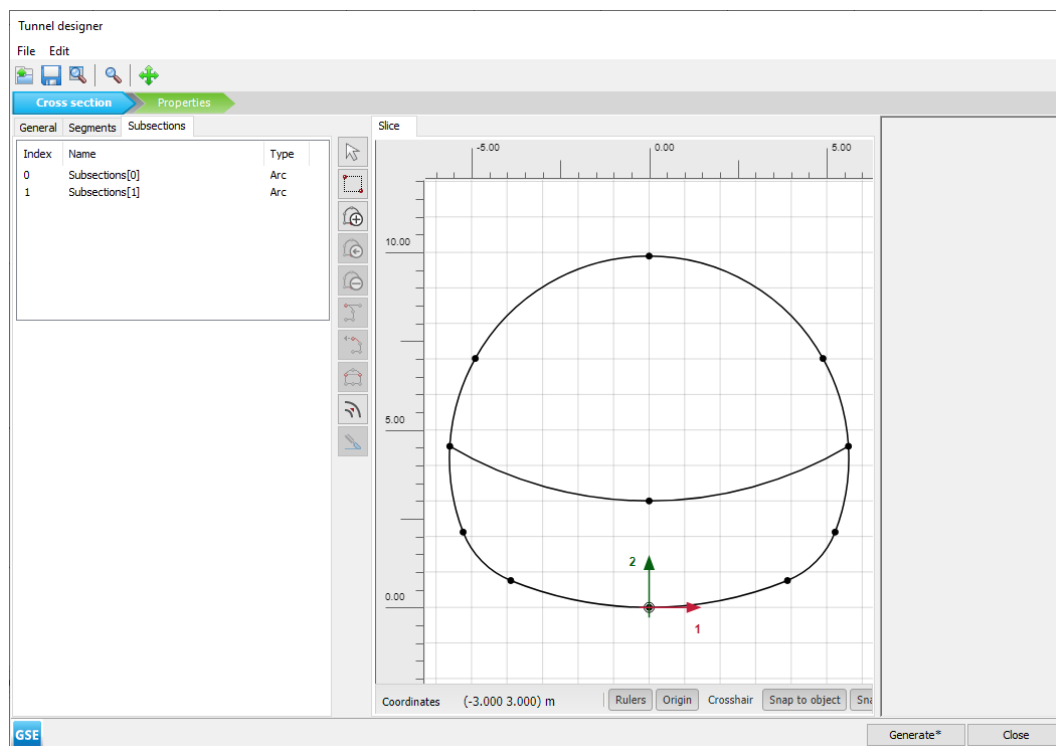 Tunnel designer
File Edit
Cross section Properties
General Segments Subsections
Index Name Type
0 Subsections[0] Arc
1 Subsections[1] Arc
Slice
-5.00 0.00 5.00
10.00
5.00
0.00
2
1
Coordinates (-3.000 3.000) m Rulers Origin Crosshair Snap to object
GSE
Generate* Close